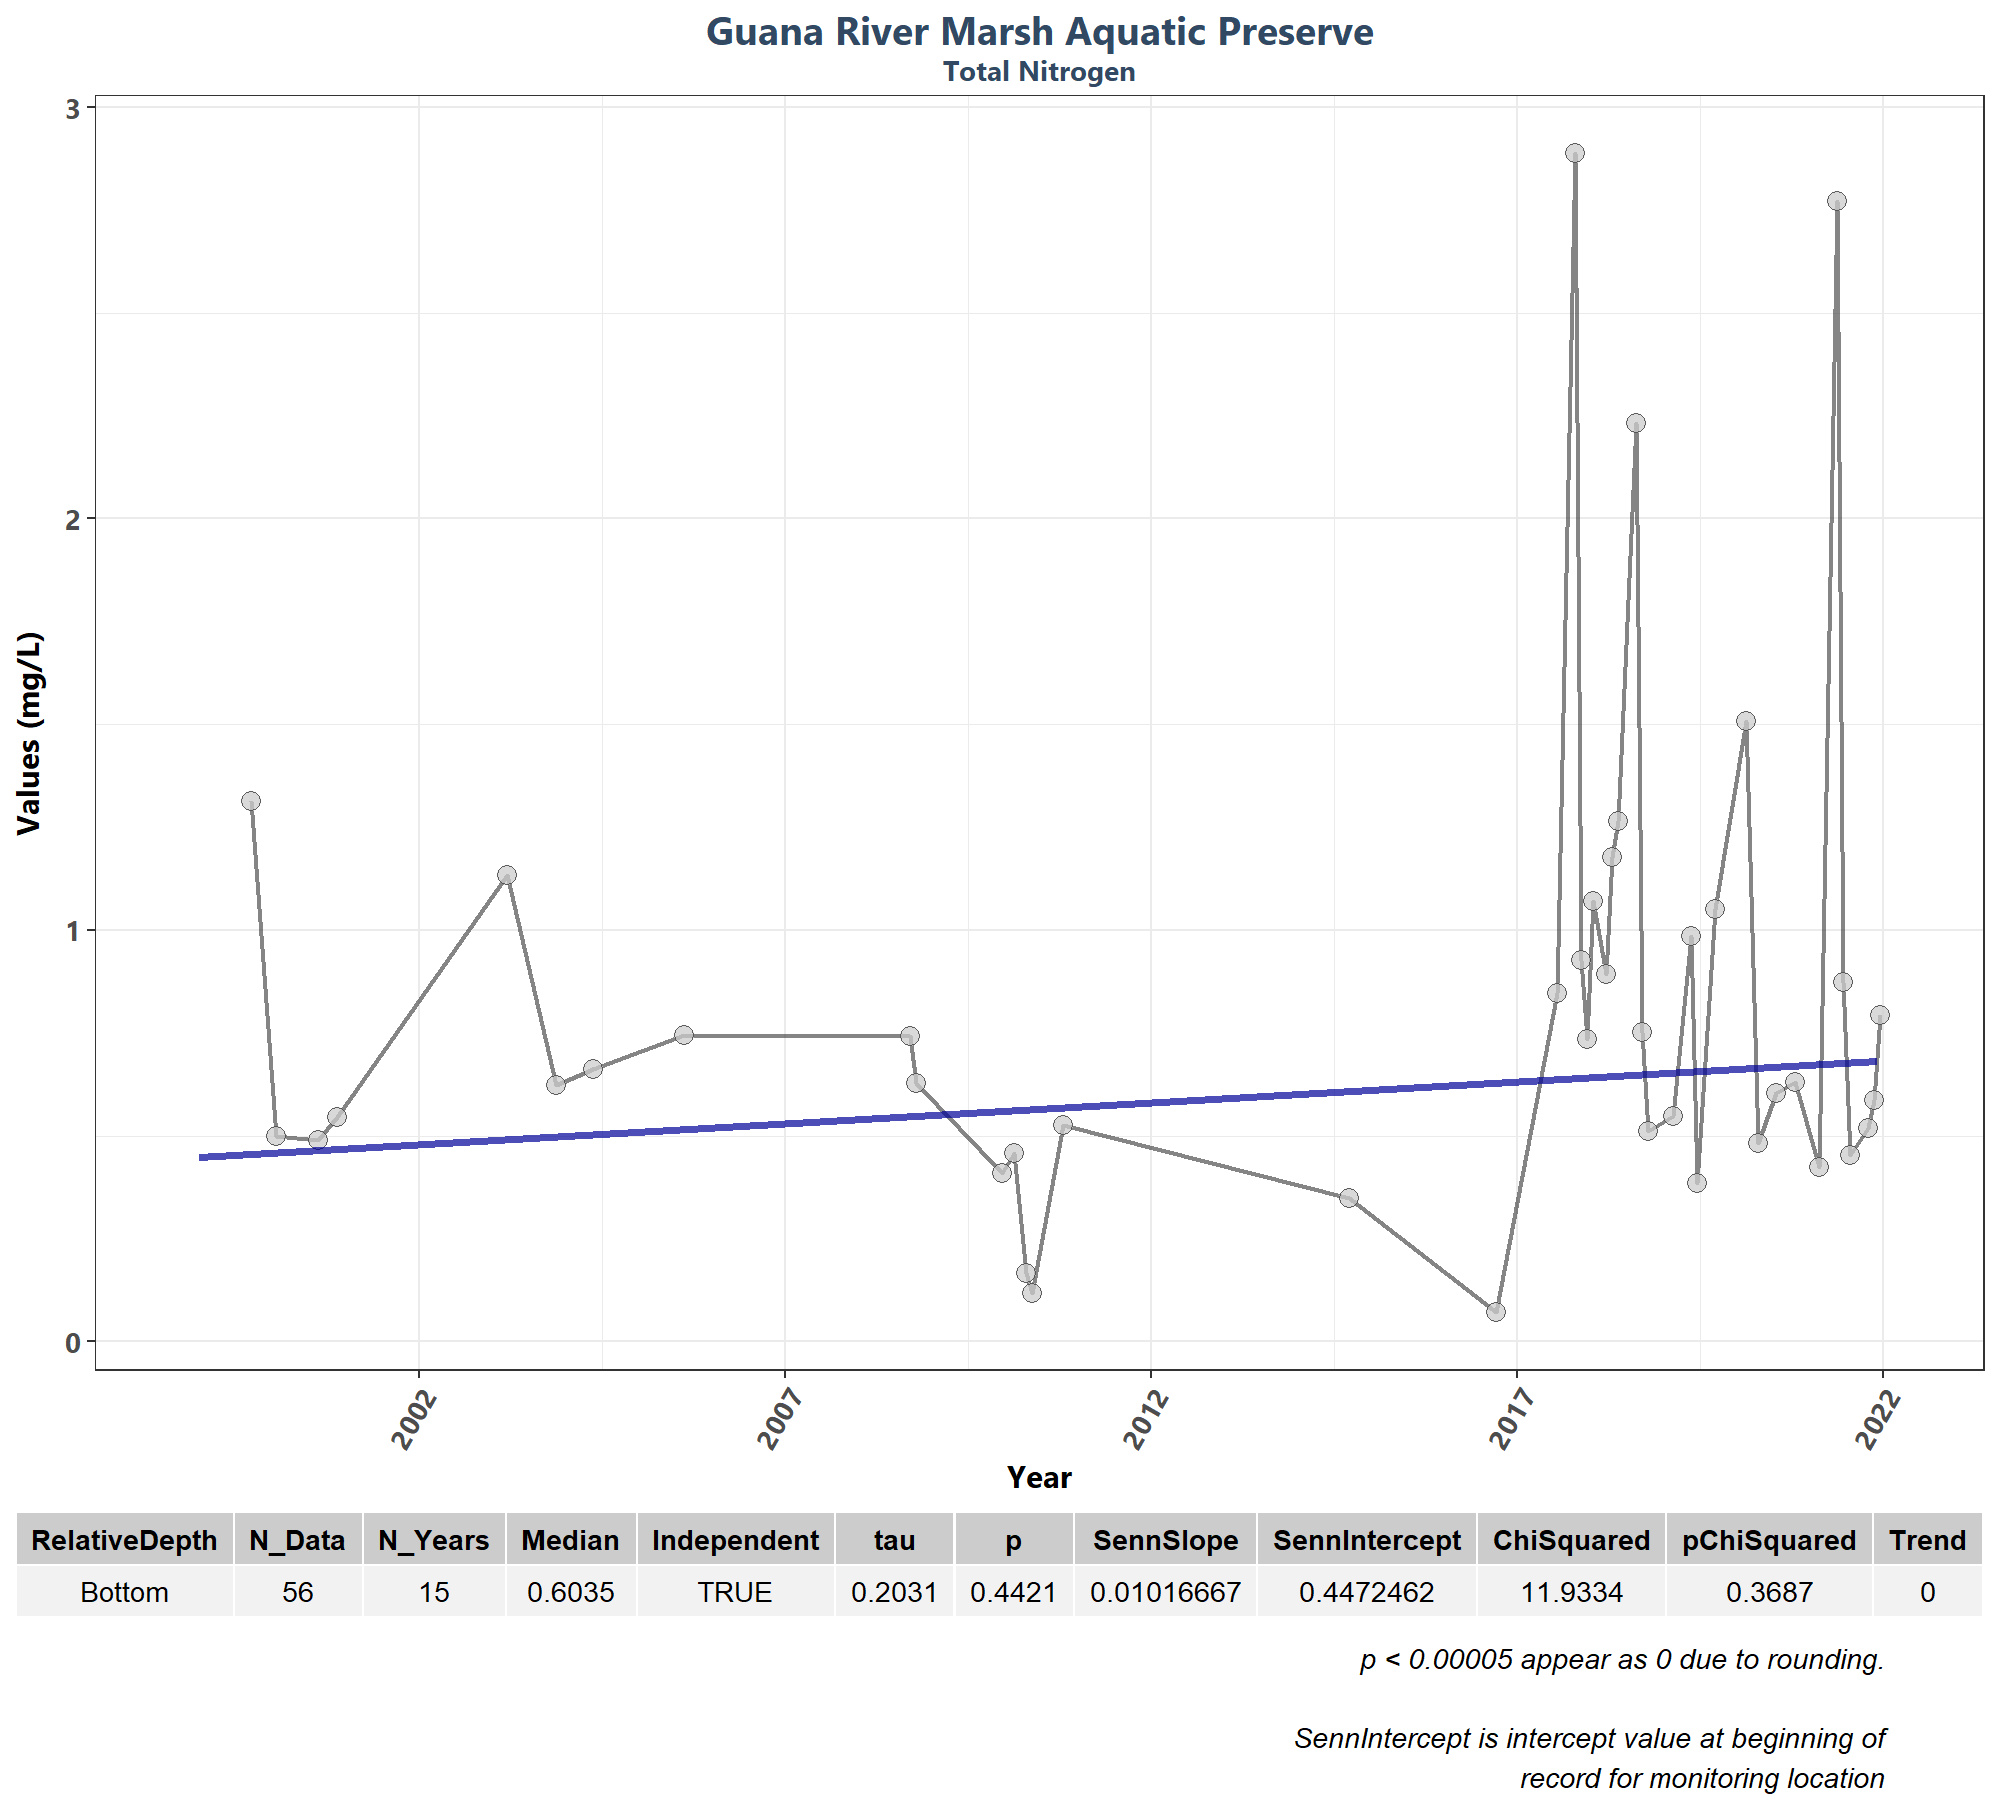 Guana River Marsh Aquatic Preserve
Total Nitrogen
3
2
1
0
Values (mg/L)
2002 2007 2012 2017 2022
Year
RelativeDepth N_Data N_Years Median Independent tau p SennSlope SennIntercept ChiSquared pChiSquared Trend
Bottom 56 15 0.6035 TRUE 0.2031 0.4421 0.01016667 0.4472462 11.9334 0.3687 0
p < 0.00005 appear as 0 due to rounding.
SennIntercept is intercept value at beginning of
record for monitoring location